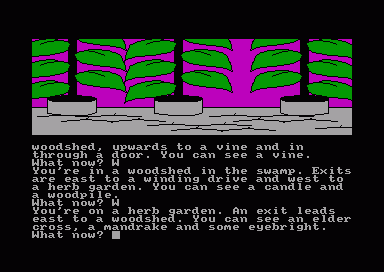 woodshed, upwards to a vine and in
through a door. You can see a vine.
What now? W
You're in a woodshed in the swamp. Exits
are east to a winding drive and west to
a herb garden. You can see a candle and
a woodpile.
What now? W
You're on a herb garden. An exit leads
east to a woodshed. You can see an elder
cross, a mandrake and some eyebright.
What now?